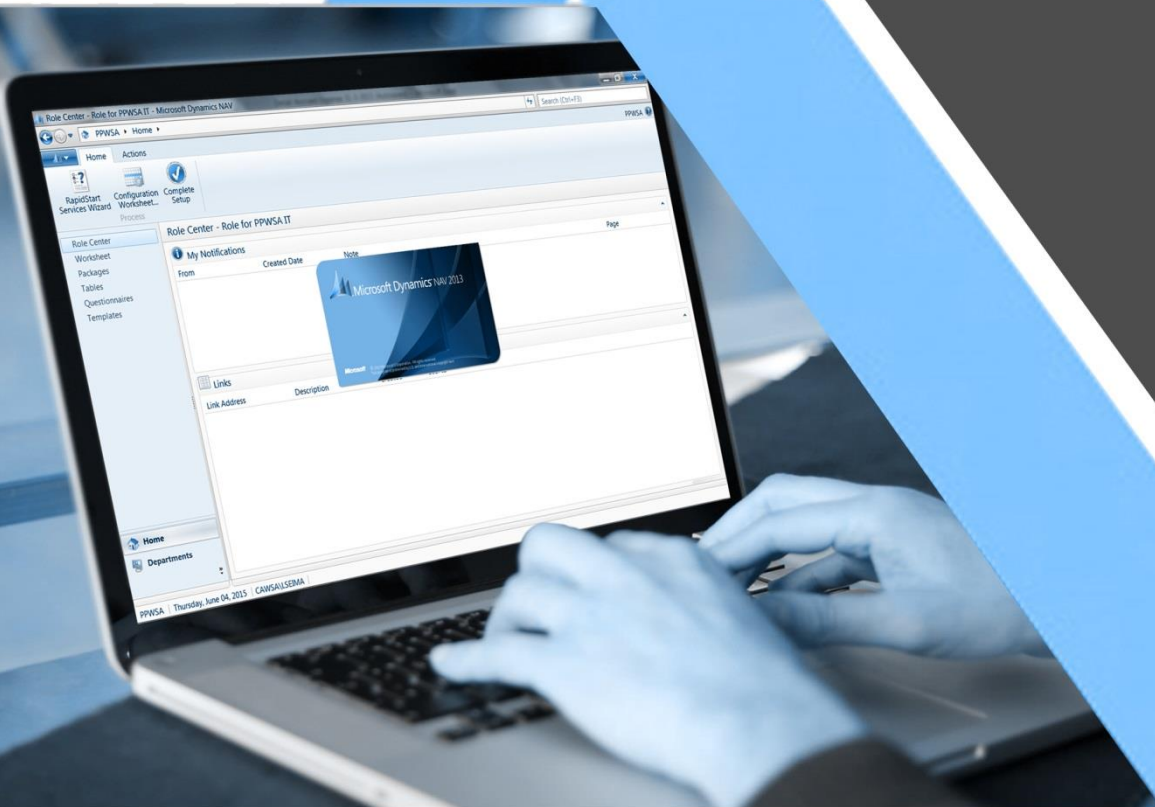 Role Center - Role for PPWSA IT - Microsoft Dynamics NAV
PPWSA Home
Search (Ctrl+F3)
PPWSA
Home Actions
RapidStart Services Wizard
Configuration Worksheet...
Complete Setup
Process
Role Center
Worksheet
Packages
Tables
Questionnaires
Templates
Role Center - Role for PPWSA IT
My Notifications
From Created Date Note Page
Microsoft Dynamics NAV 2013
Microsoft
Links
Link Address Description
Home
Departments
PPWSA Thursday, June 04, 2015 CAWSA\LSEIMA